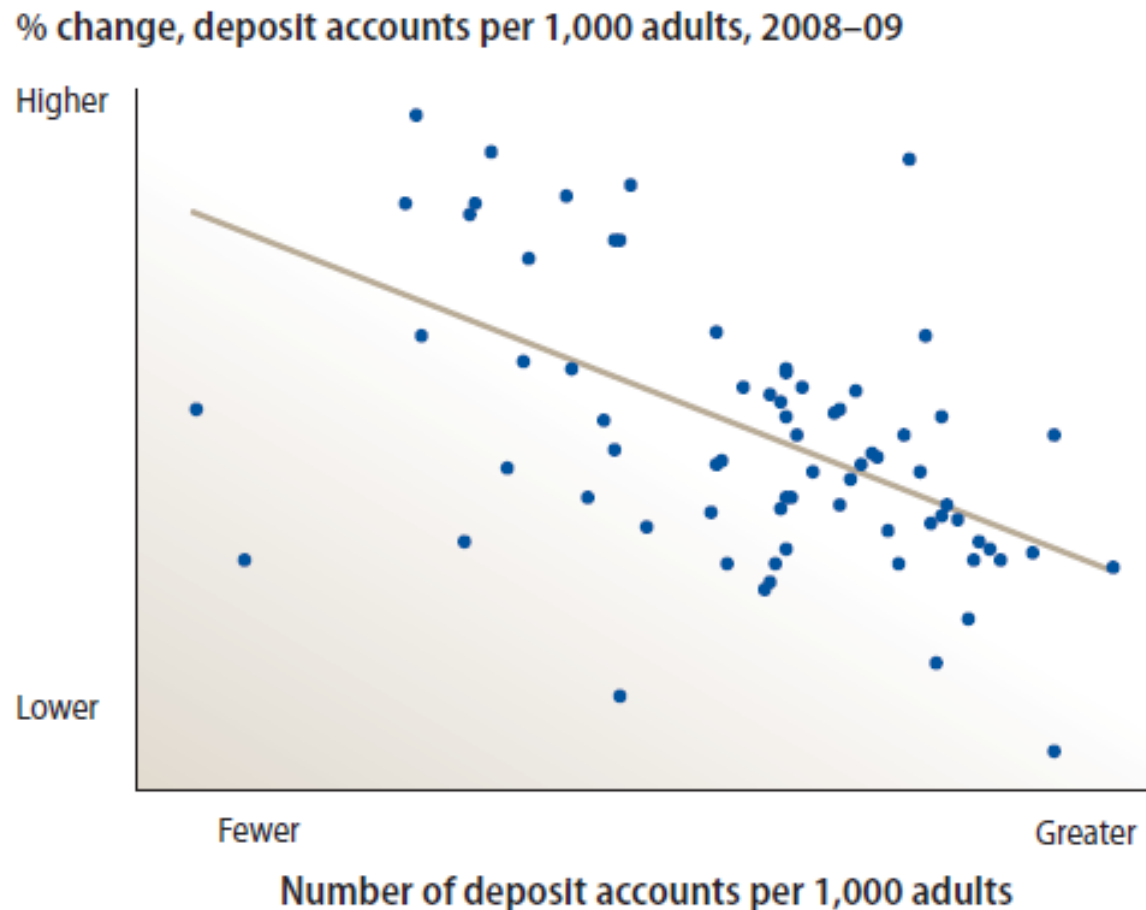 % change, deposit accounts per 1,000 adults, 2008–09
Higher
Lower
Fewer
Greater
Number of deposit accounts per 1,000 adults